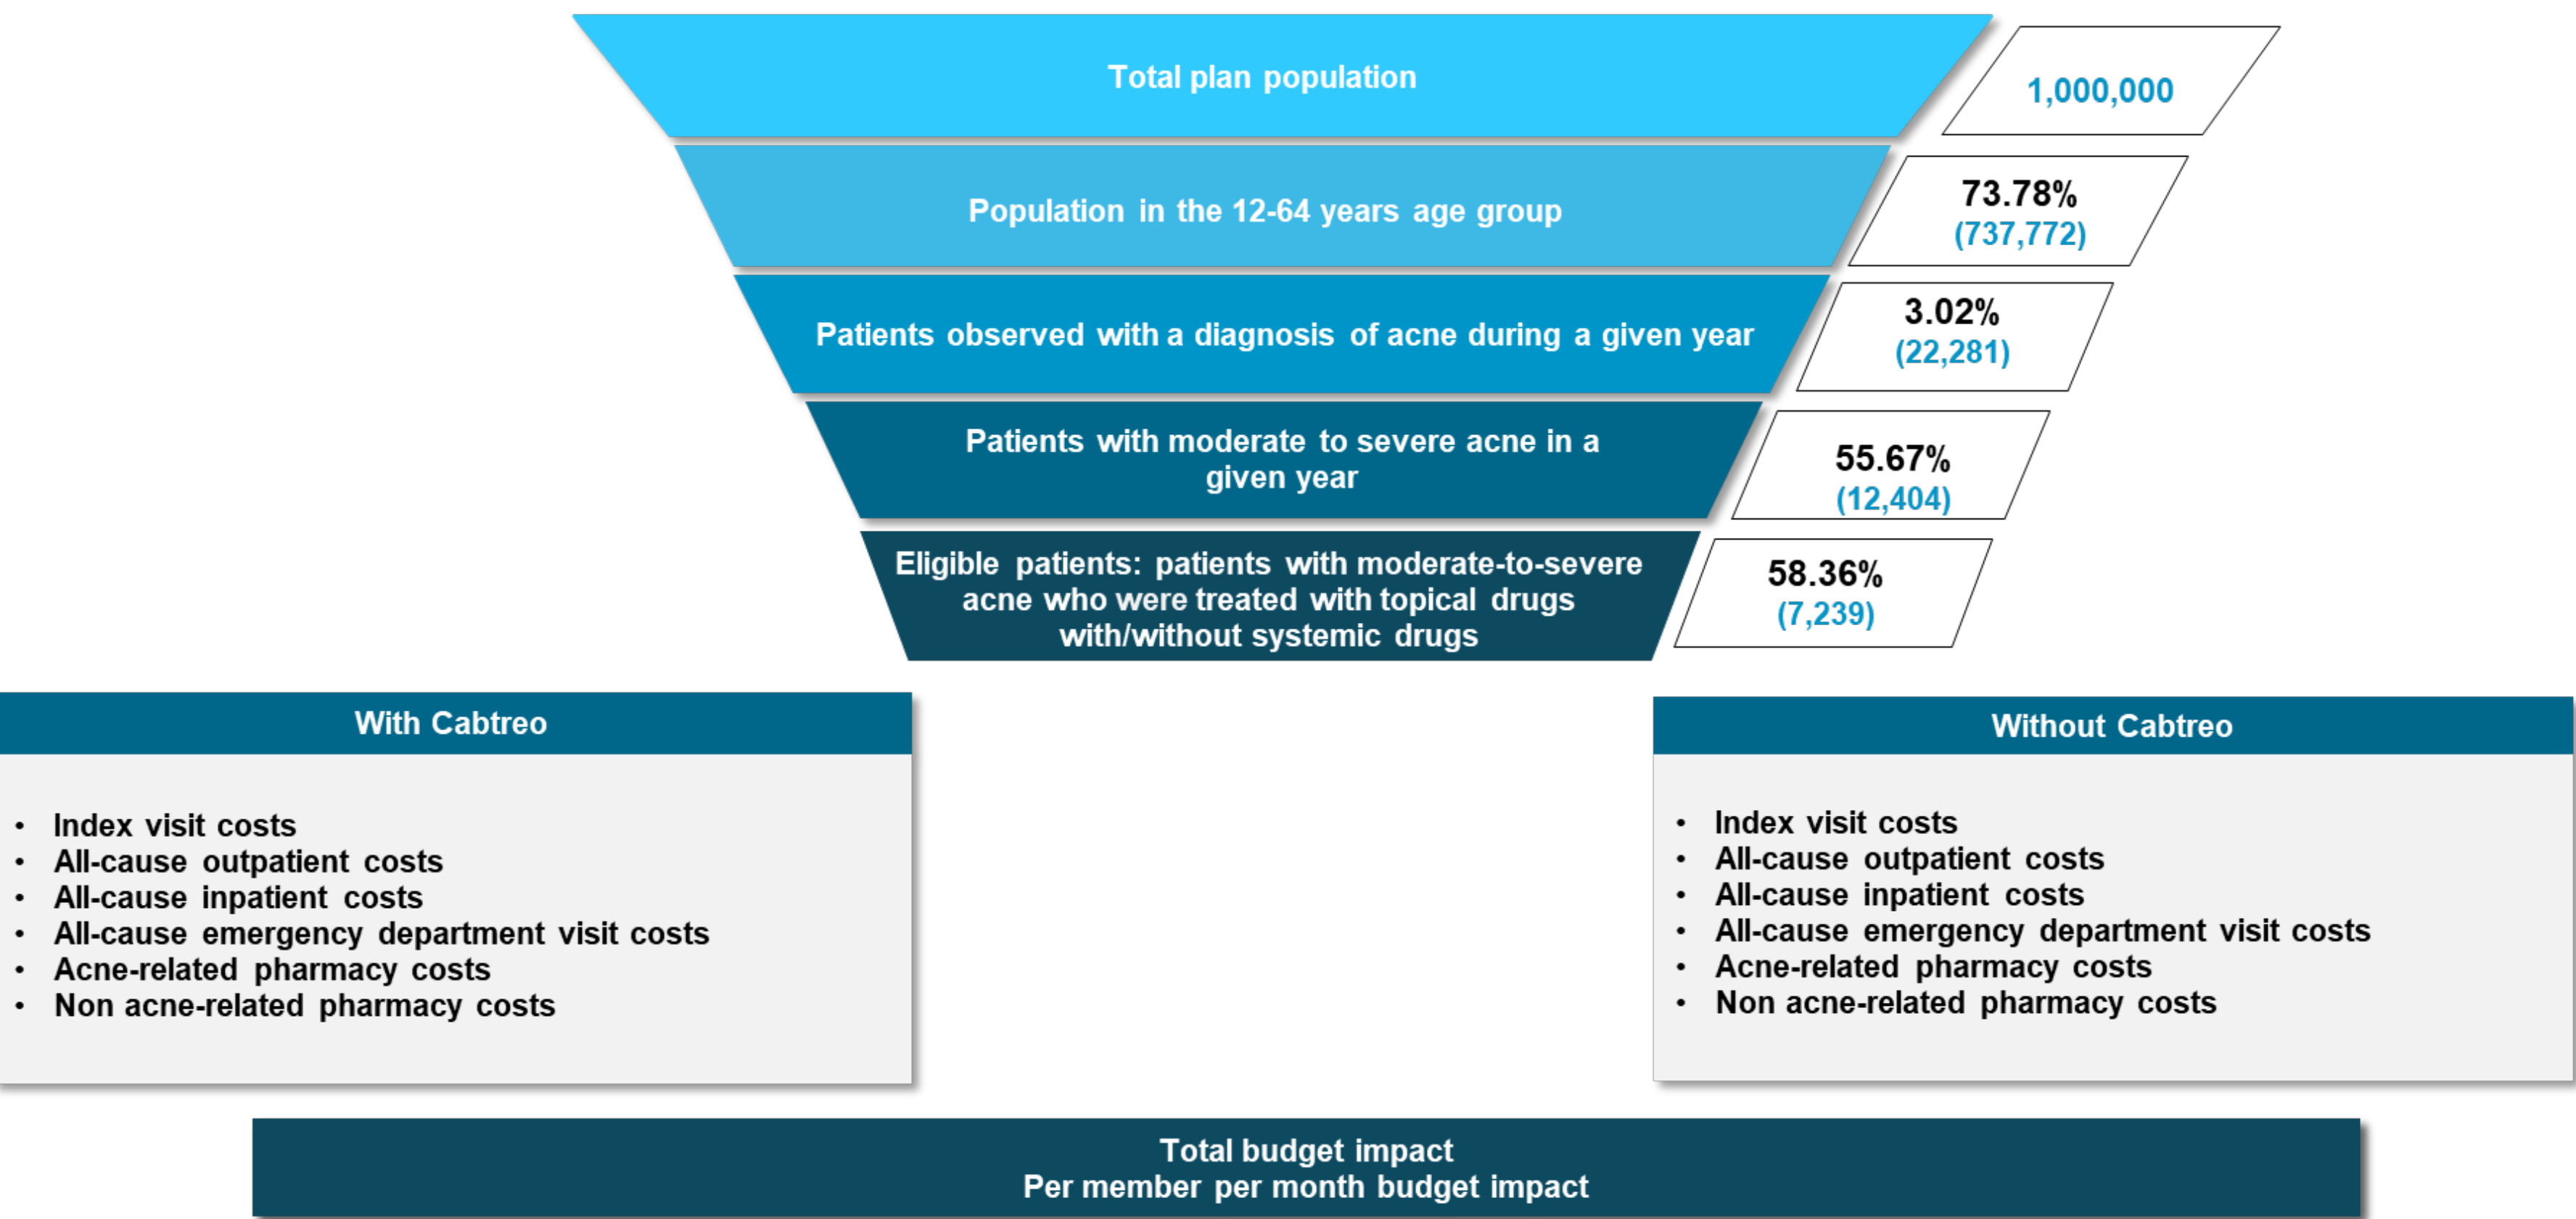 Total plan population
1,000,000
Population in the 12-64 years age group
73.78%
(737,772)
Patients observed with a diagnosis of acne during a given year
3.02%
(22,281)
Patients with moderate to severe acne in a
given year
55.67%
(12,404)
Eligible patients: patients with moderate-to-severe
acne who were treated with topical drugs
with/without systemic drugs
58.36%
(7,239)
With Cabtreo
• Index visit costs
• All-cause outpatient costs
• All-cause inpatient costs
• All-cause emergency department visit costs
• Acne-related pharmacy costs
• Non acne-related pharmacy costs
Without Cabtreo
• Index visit costs
• All-cause outpatient costs
• All-cause inpatient costs
• All-cause emergency department visit costs
• Acne-related pharmacy costs
• Non acne-related pharmacy costs
Total budget impact
Per member per month budget impact